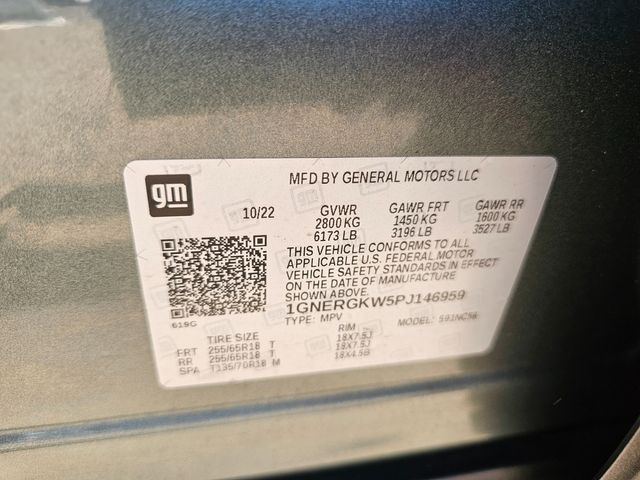 gm
MFD BY GENERAL MOTORS LLC
10/22 GVWR GAWR FRT GAWR RR
2800 KG 1450 KG 1600 KG
6173 LB 3196 LB 3527 LB
THIS VEHICLE CONFORMS TO ALL
APPLICABLE U.S. FEDERAL MOTOR
VEHICLE SAFETY STANDARDS IN EFFECT
ON THE DATE OF MANUFACTURE
SHOWN ABOVE.
1GNERGKW5PJ146959
619G TYPE: MPV MODEL: 591NC56
TIRE SIZE RIM
FRT 255/65R18 T 18X7.5J
RR 255/65R18 T 18X7.5J
SPA T135/70R18 M 18X4.5B